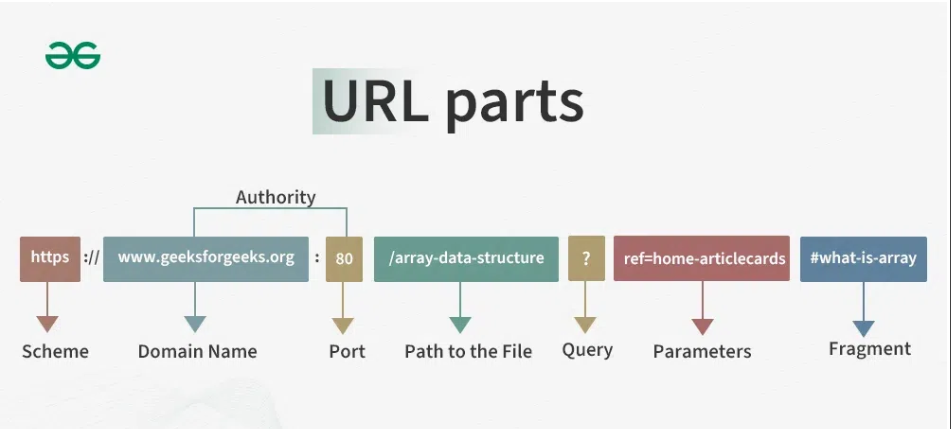 URL parts
Authority
https :// www.geeksforgeeks.org : 80 /array-data-structure ? ref=home-articlecards #what-is-array
Scheme Domain Name Port Path to the File Query Parameters Fragment